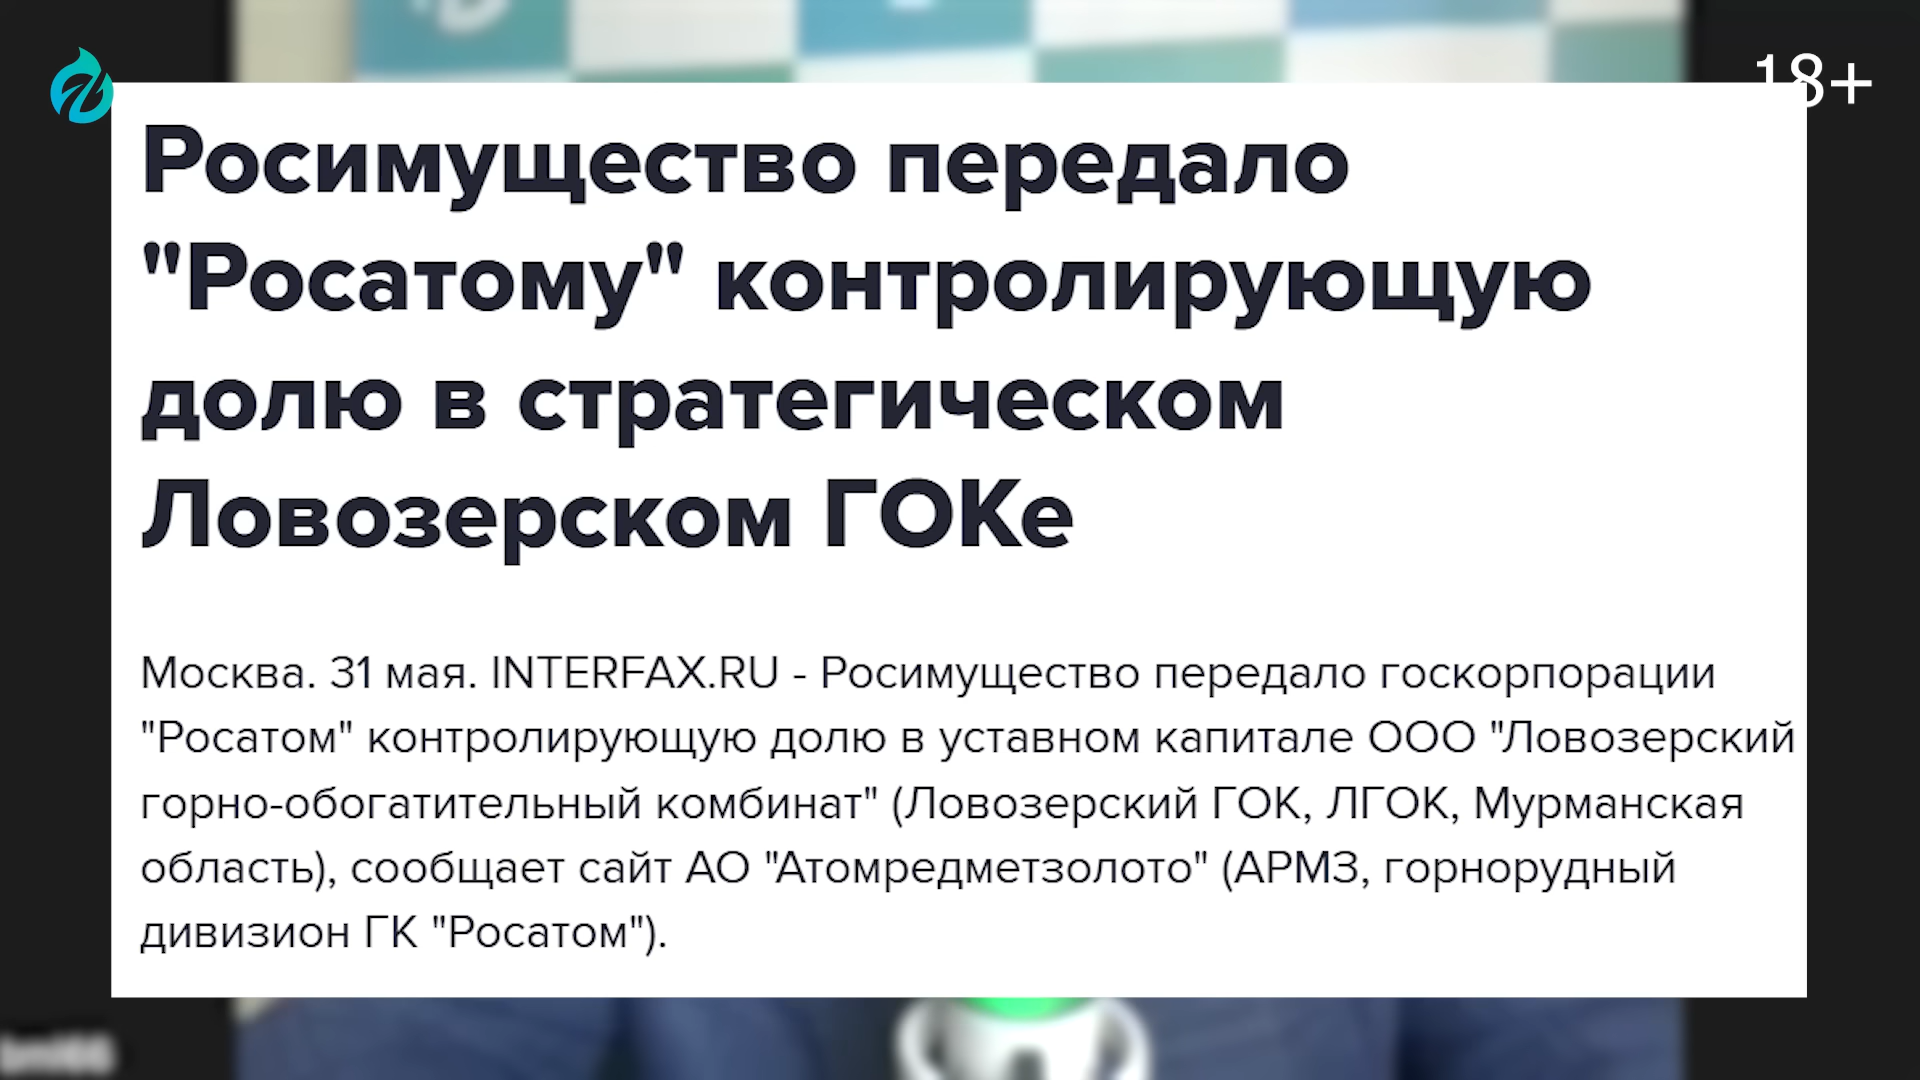 18+
Росимущество передало
"Росатому" контролирующую
долю в стратегическом
Ловозерском ГОКе
Москва. 31 мая. INTERFAX.RU - Росимущество передало госкорпорации
"Росатом" контролирующую долю в уставном капитале ООО "Ловозерский
горно-обогатительный комбинат" (Ловозерский ГОК, ЛГОК, Мурманская
область), сообщает сайт АО "Атомредметзолото" (АРМЗ, горнорудный
дивизион ГК "Росатом").